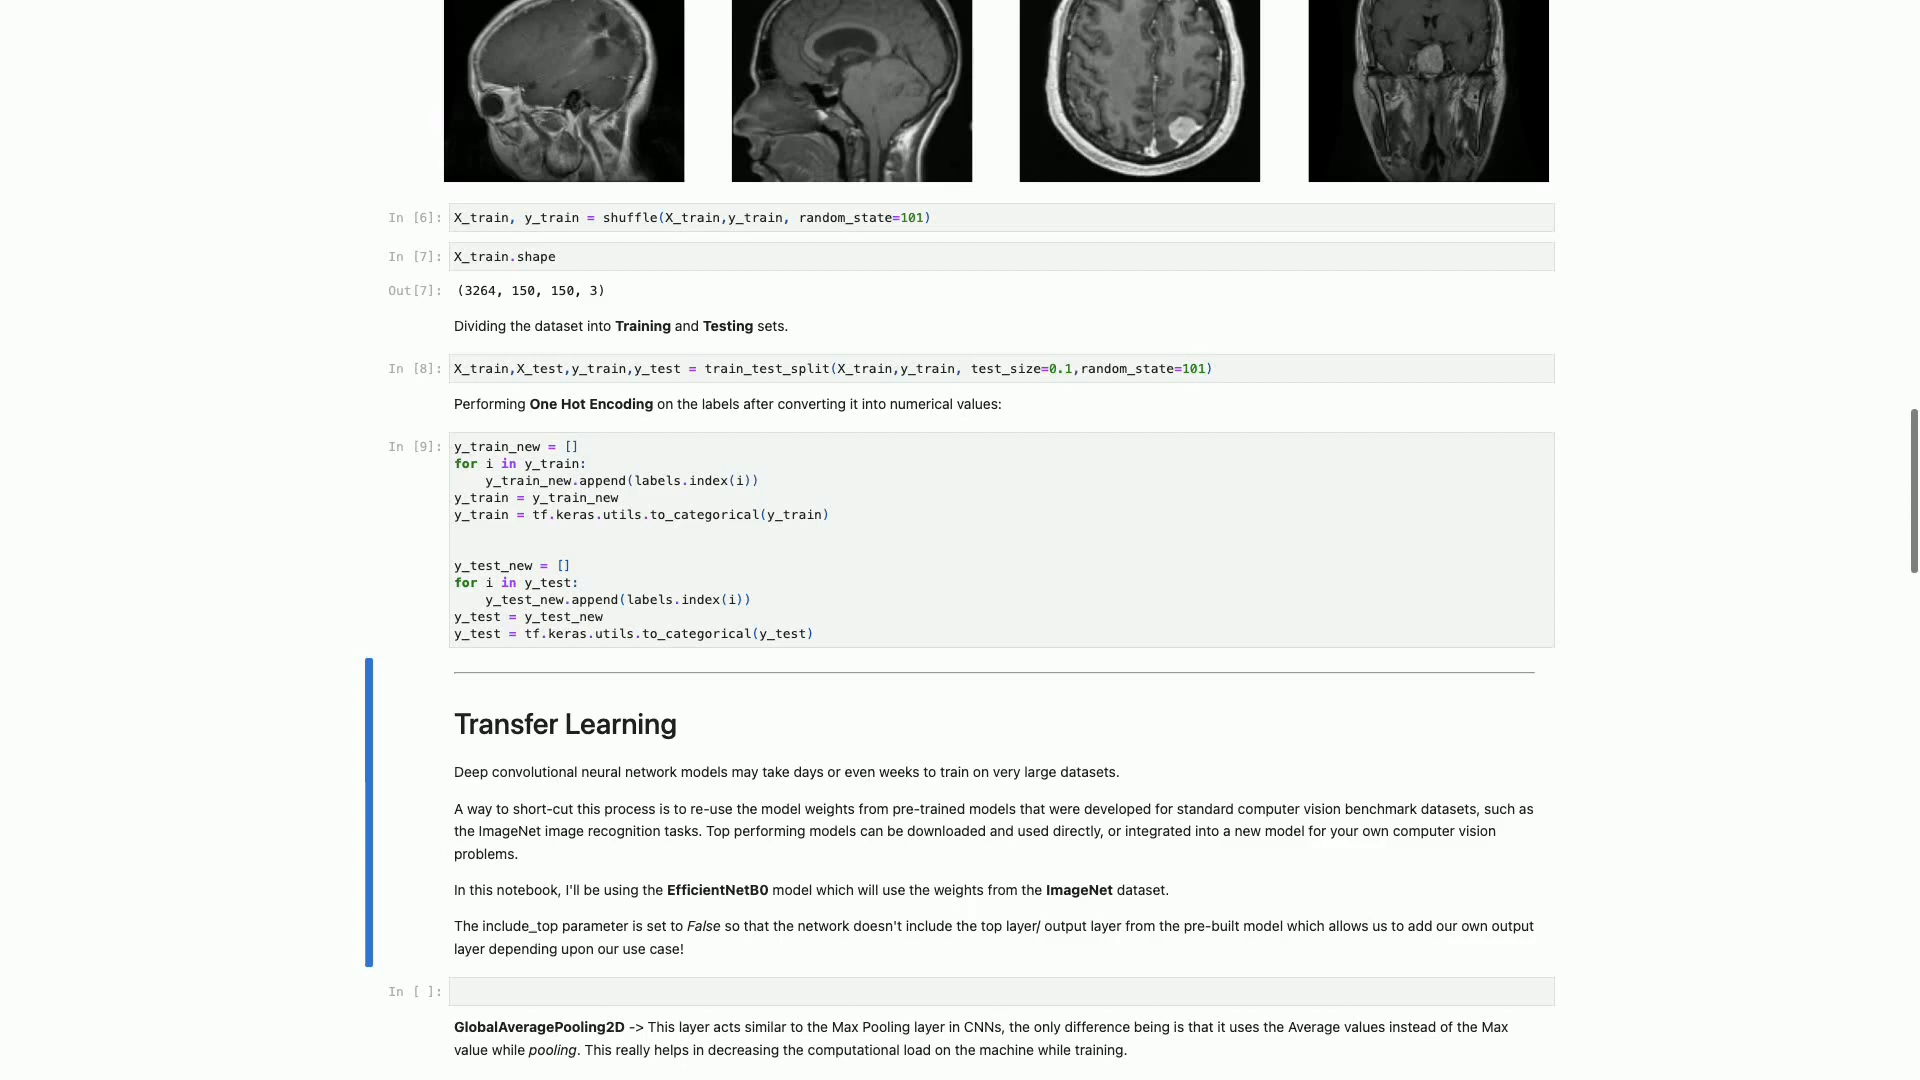 In [6]: X_train, y_train = shuffle(X_train,y_train, random_state=101)
In [7]: X_train.shape
Out[7]: (3264, 150, 150, 3)
Dividing the dataset into Training and Testing sets.
In [8]: X_train,X_test,y_train,y_test = train_test_split(X_train,y_train, test_size=0.1,random_state=101)
Performing One Hot Encoding on the labels after converting it into numerical values:
In [9]: y_train_new = []
for i in y_train:
    y_train_new.append(labels.index(i))
y_train = y_train_new
y_train = tf.keras.utils.to_categorical(y_train)
y_test_new = []
for i in y_test:
    y_test_new.append(labels.index(i))
y_test = y_test_new
y_test = tf.keras.utils.to_categorical(y_test)
Transfer Learning
Deep convolutional neural network models may take days or even weeks to train on very large datasets.
A way to short-cut this process is to re-use the model weights from pre-trained models that were developed for standard computer vision benchmark datasets, such as
the ImageNet image recognition tasks. Top performing models can be downloaded and used directly, or integrated into a new model for your own computer vision
problems.
In this notebook, I'll be using the EfficientNetB0 model which will use the weights from the ImageNet dataset.
The include_top parameter is set to False so that the network doesn't include the top layer/ output layer from the pre-built model which allows us to add our own output
layer depending upon our use case!
In [ ]:
GlobalAveragePooling2D -> This layer acts similar to the Max Pooling layer in CNNs, the only difference being is that it uses the Average values instead of the Max
value while pooling. This really helps in decreasing the computational load on the machine while training.